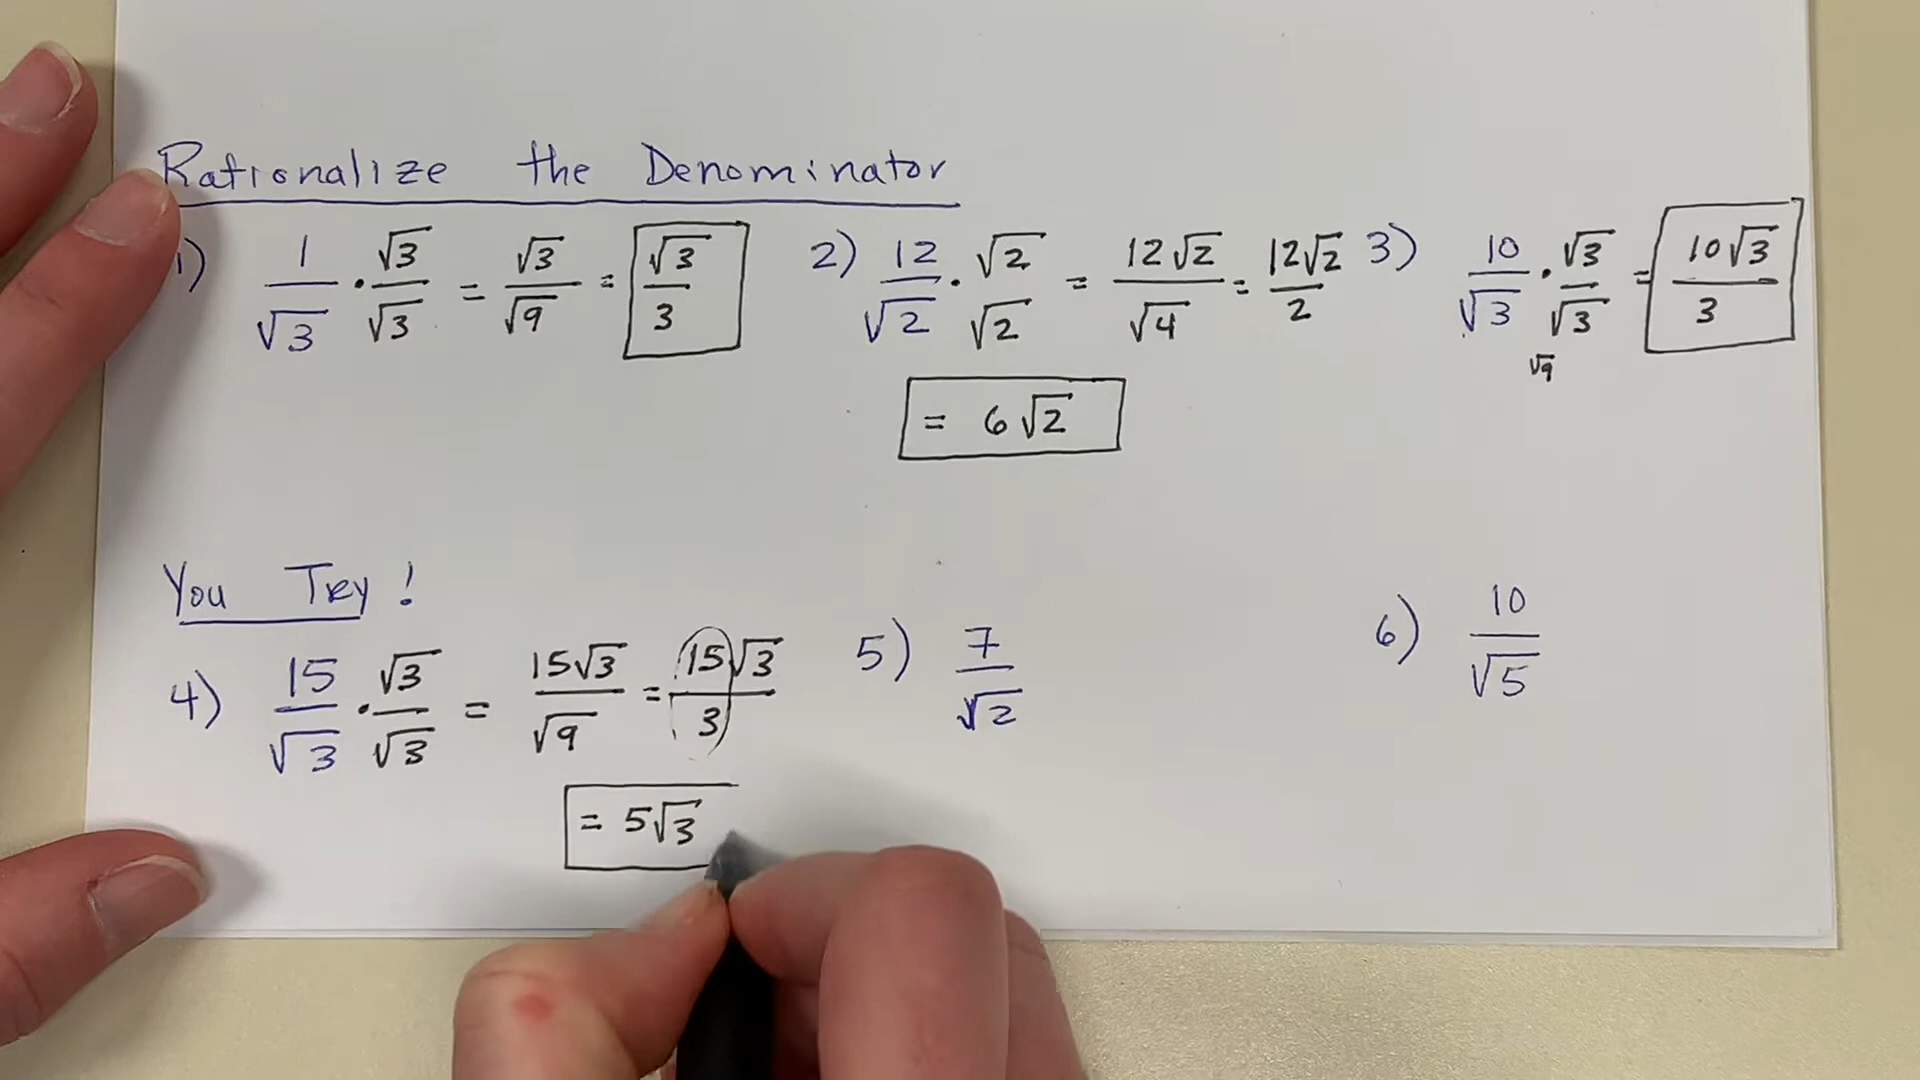 Rationalize the Denominator
1) 1/√3 · √3/√3 = √3/√9 = √3/3
2) 12/√2 · √2/√2 = 12√2/√4 = 12√2/2
= 6√2
3) 10/√3 · √3/√3 = 10√3/3
√9
You Try!
4) 15/√3 · √3/√3 = 15√3/√9 = 15√3/3
= 5√3
5) 7/√2
6) 10/√5